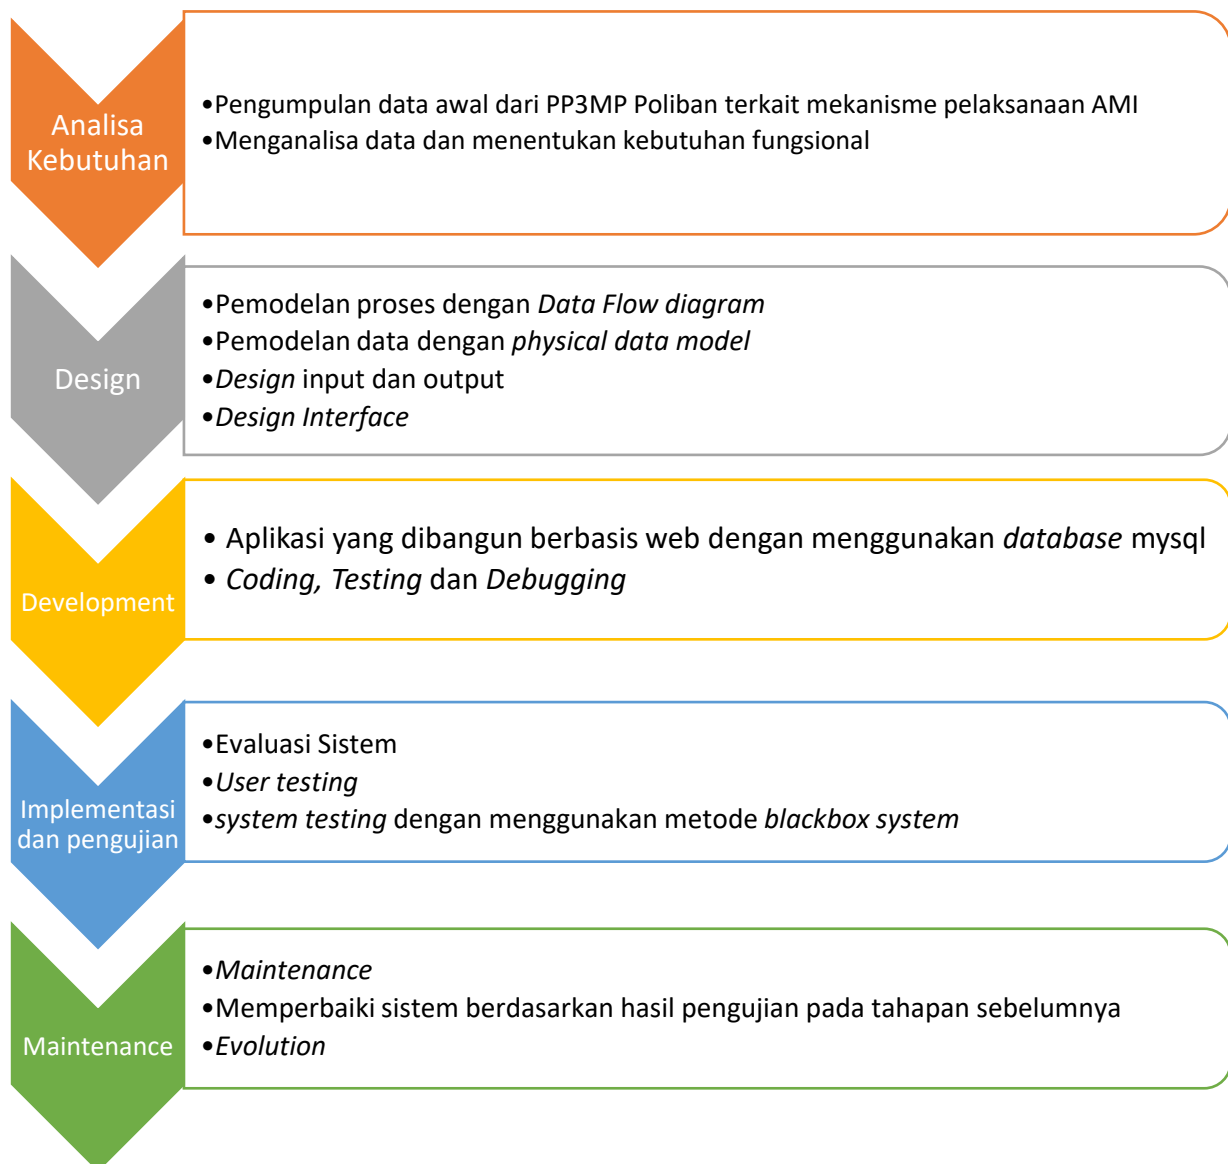 Analisa
Kebutuhan
•Pengumpulan data awal dari PP3MP Poliban terkait mekanisme pelaksanaan AMI
•Menganalisa data dan menentukan kebutuhan fungsional
Design
•Pemodelan proses dengan Data Flow diagram
•Pemodelan data dengan physical data model
•Design input dan output
•Design Interface
Development
• Aplikasi yang dibangun berbasis web dengan menggunakan database mysql
• Coding, Testing dan Debugging
Implementasi
dan pengujian
•Evaluasi Sistem
•User testing
•system testing dengan menggunakan metode blackbox system
Maintenance
•Maintenance
•Memperbaiki sistem berdasarkan hasil pengujian pada tahapan sebelumnya
•Evolution